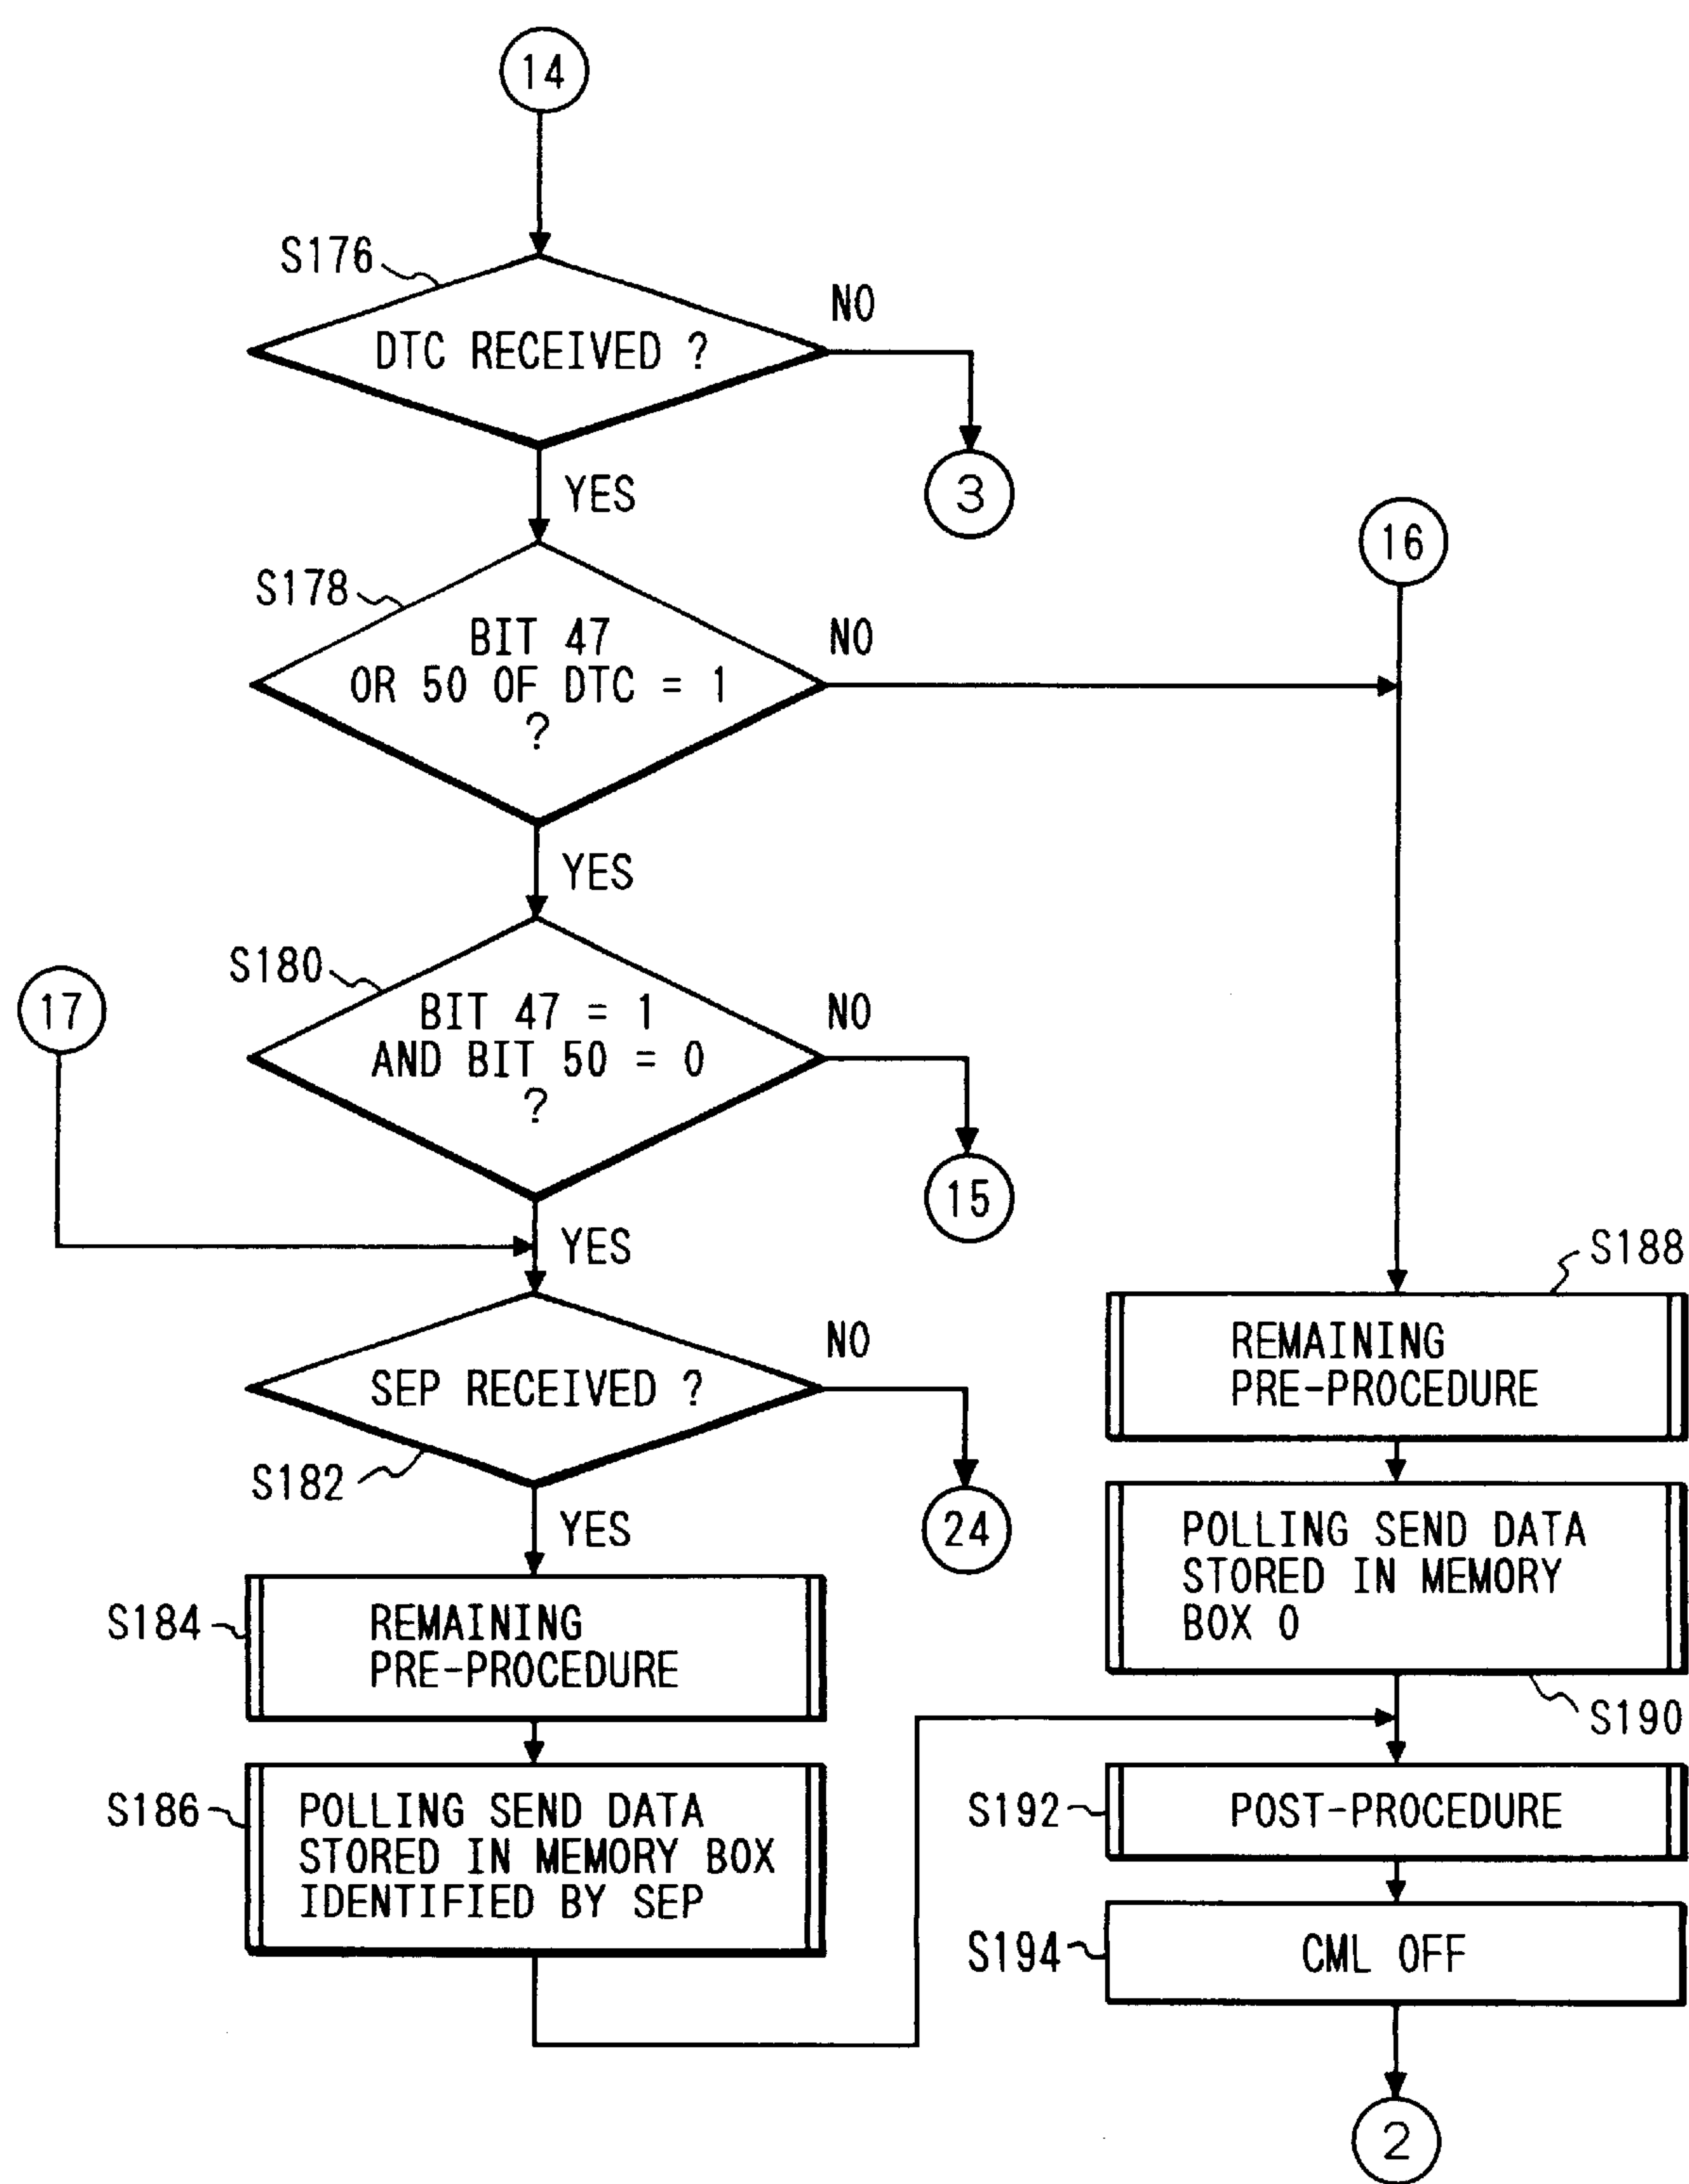 14
S176
DTC RECEIVED ?
NO
3
YES
16
S178
BIT 47
OR 50 OF DTC = 1
?
NO
YES
17
S180
BIT 47 = 1
AND BIT 50 = 0
?
NO
15
YES
S182
SEP RECEIVED ?
NO
24
YES
S184
REMAINING
PRE-PROCEDURE
S186
POLLING SEND DATA
STORED IN MEMORY BOX
IDENTIFIED BY SEP
S188
REMAINING
PRE-PROCEDURE
POLLING SEND DATA
STORED IN MEMORY
BOX 0
S190
S192
POST-PROCEDURE
S194
CML OFF
2